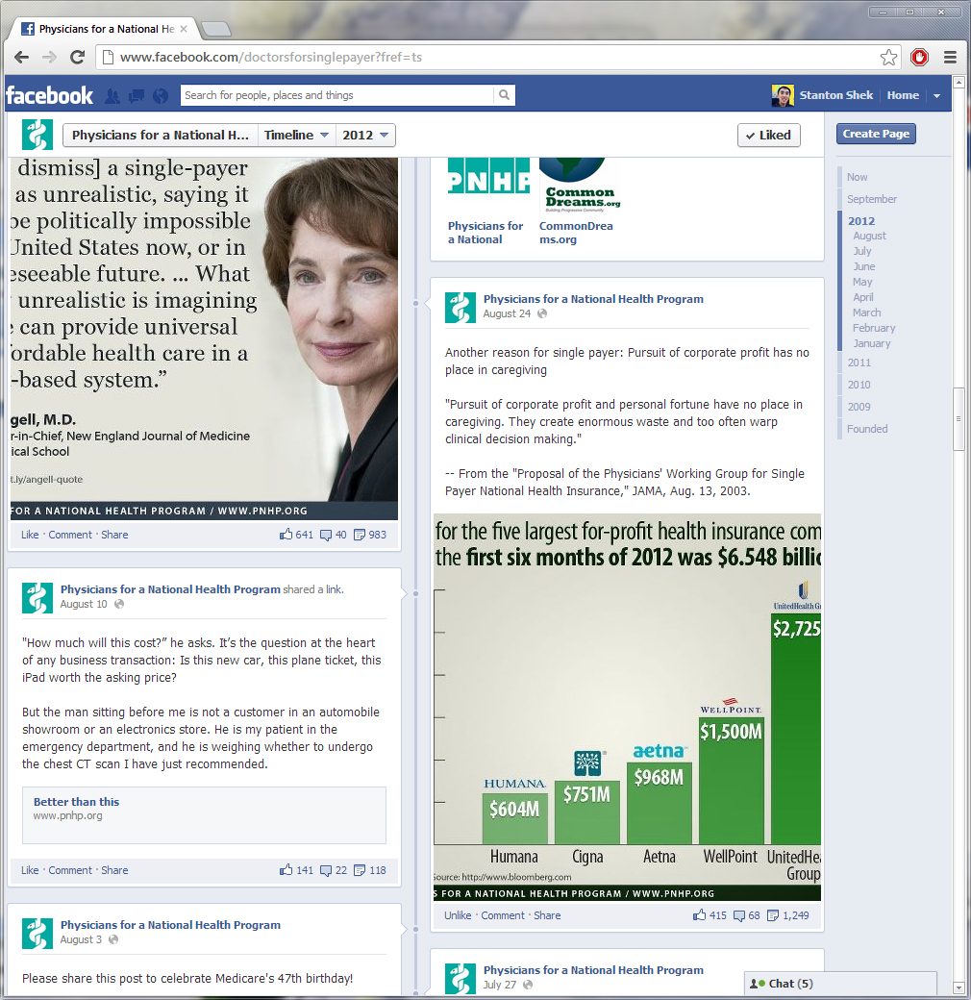 Physicians for a National He
www.facebook.com/doctorsforsinglepayer?fref=ts
facebook
Search for people, places and things
Stanton Shek
Home
Physicians for a National H...
Timeline
2012
Liked
Create Page
Now
September
2012
August
July
June
May
April
March
February
January
2011
2010
2009
Founded
dismiss] a single-payer
as unrealistic, saying it
be politically impossible
United States now, or in
eseeable future. ... What
unrealistic is imagining
e can provide universal
ordable health care in a
-based system.”
gell, M.D.
r-in-Chief, New England Journal of Medicine
ical School
t.ly/angell-quote
FOR A NATIONAL HEALTH PROGRAM / WWW.PNHP.ORG
Like · Comment · Share
641 40 983
Physicians for a National Health Program shared a link.
August 10
"How much will this cost?” he asks. It’s the question at the heart
of any business transaction: Is this new car, this plane ticket, this
iPad worth the asking price?
But the man sitting before me is not a customer in an automobile
showroom or an electronics store. He is my patient in the
emergency department, and he is weighing whether to undergo
the chest CT scan I have just recommended.
Better than this
www.pnhp.org
Like · Comment · Share
141 22 118
Physicians for a National Health Program
August 3
Please share this post to celebrate Medicare's 47th birthday!
PNHP
Common
Dreams.org
Building Progressive Community
Physicians for
a National
CommonDrea
ms.org
Physicians for a National Health Program
August 24
Another reason for single payer: Pursuit of corporate profit has no
place in caregiving
"Pursuit of corporate profit and personal fortune have no place in
caregiving. They create enormous waste and too often warp
clinical decision making."
-- From the "Proposal of the Physicians' Working Group for Single
Payer National Health Insurance," JAMA, Aug. 13, 2003.
for the five largest for-profit health insurance com
the first six months of 2012 was $6.548 billio
UnitedHealth Gr
$2,725
WELLPOINT.
$1,500M
aetna
$968M
$751M
HUMANA.
$604M
Humana
Cigna
Aetna
WellPoint
UnitedHea
Group
Source: http://www.bloomberg.com
S FOR A NATIONAL HEALTH PROGRAM / WWW.PNHP.ORG
Unlike · Comment · Share
415 68 1,249
Physicians for a National Health Program
July 27
Chat (5)